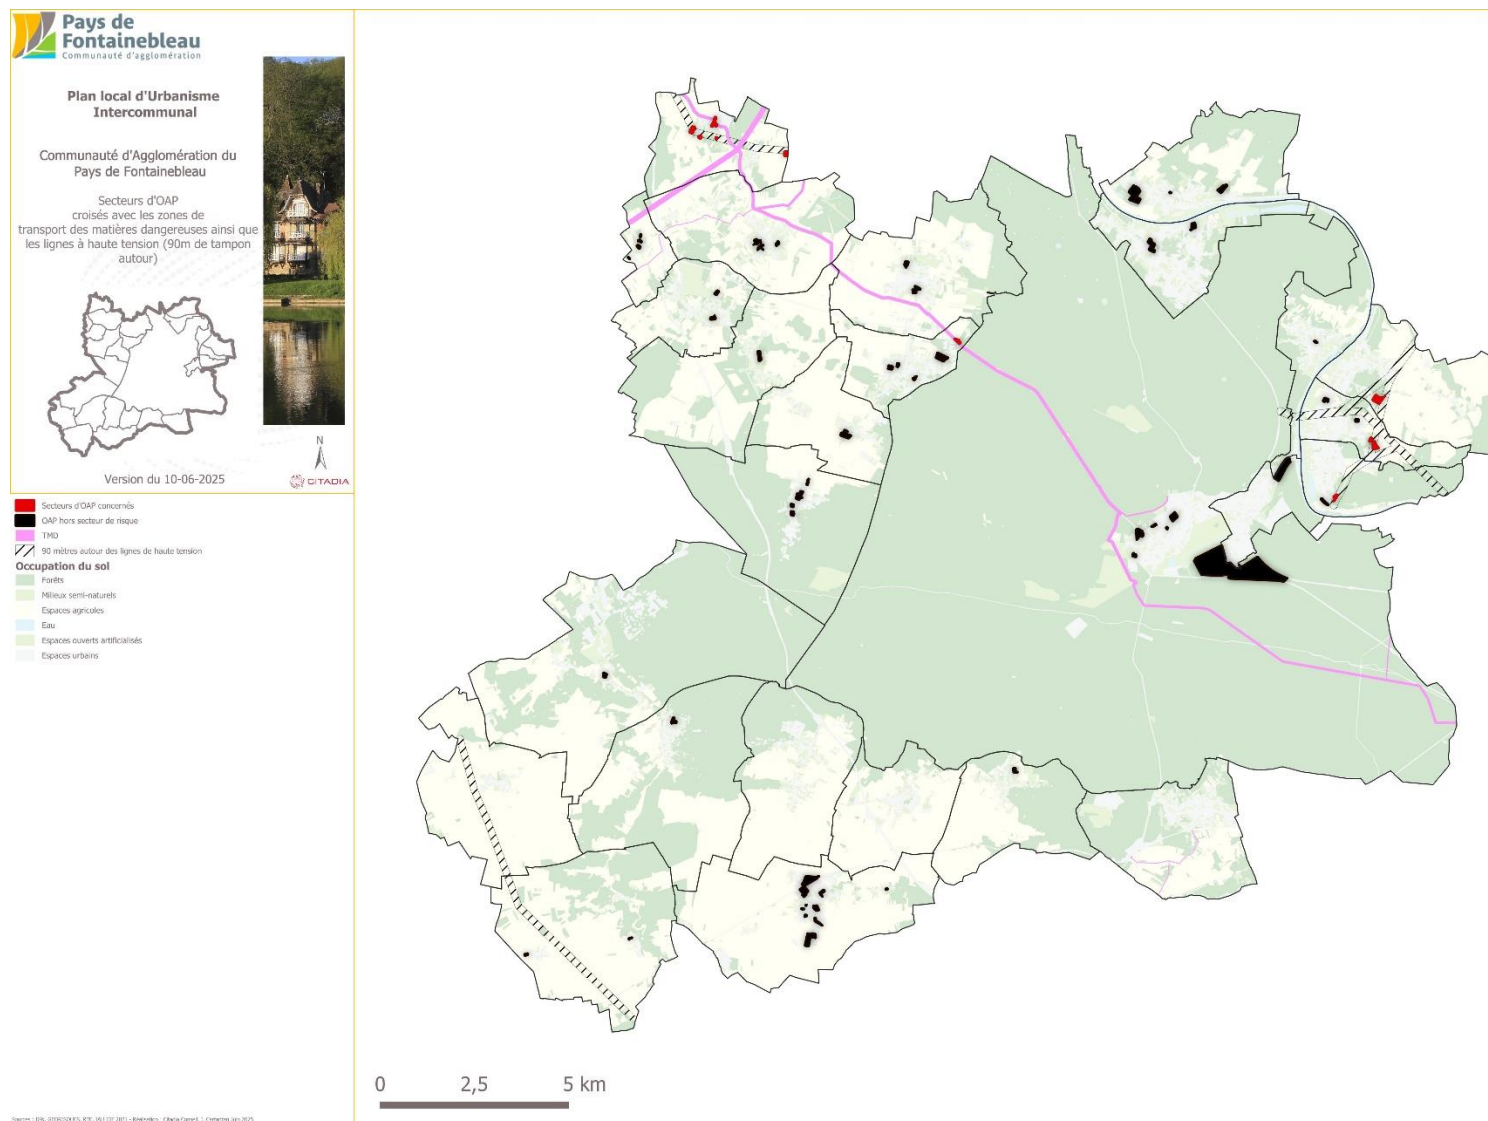 Pays de
Fontainebleau
Communauté d'agglomération
Plan local d'Urbanisme
Intercommunal
Communauté d'Agglomération du
Pays de Fontainebleau
Secteurs d'OAP
croisés avec les zones de
transport des matières dangereuses ainsi que
les lignes à haute tension (90m de tampon
autour)
N
Version du 10-06-2025
CITADIA
Secteurs d'OAP concernés
OAP hors secteur de risque
TMD
90 mètres autour des lignes de haute tension
Occupation du sol
Forêts
Milieux semi-naturels
Espaces agricoles
Eau
Espaces ouverts artificialisés
Espaces urbains
0 2,5 5 km